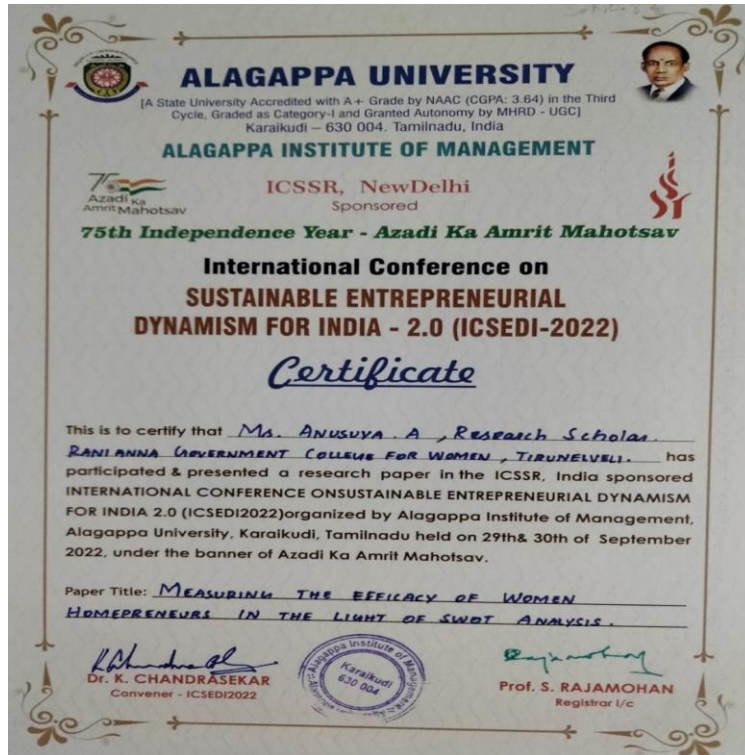 ALAGAPPA UNIVERSITY
[A State University Accredited with A+ Grade by NAAC (CGPA: 3.64) in the Third
Cycle, Graded as Category-I and Granted Autonomy by MHRD - UGC]
Karaikudi – 630 004. Tamilnadu, India
ALAGAPPA INSTITUTE OF MANAGEMENT
75
Azadi Ka
Amrit Mahotsav
ICSSR, NewDelhi
Sponsored
75th Independence Year - Azadi Ka Amrit Mahotsav
International Conference on
SUSTAINABLE ENTREPRENEURIAL
DYNAMISM FOR INDIA - 2.0 (ICSEDI-2022)
Certificate
This is to certify that Ms. ANUSUYA . A , Research Scholar.
RANI ANNA GOVERNMENT COLLEGE FOR WOMEN, TIRUNELVELI. has
participated & presented a research paper in the ICSSR, India sponsored
INTERNATIONAL CONFERENCE ONSUSTAINABLE ENTREPRENEURIAL DYNAMISM
FOR INDIA 2.0 (ICSEDI2022)organized by Alagappa Institute of Management,
Alagappa University, Karaikudi, Tamilnadu held on 29th& 30th of September
2022, under the banner of Azadi Ka Amrit Mahotsav.
Paper Title: MEASURING THE EFFICACY OF WOMEN
HOMEPRENEURS IN THE LIGHT OF SWOT ANALYSIS.
Dr. K. CHANDRASEKAR
Convener - ICSEDI2022
Alagappa Institute of Management
Karaikudi
630 004
Prof. S. RAJAMOHAN
Registrar I/c